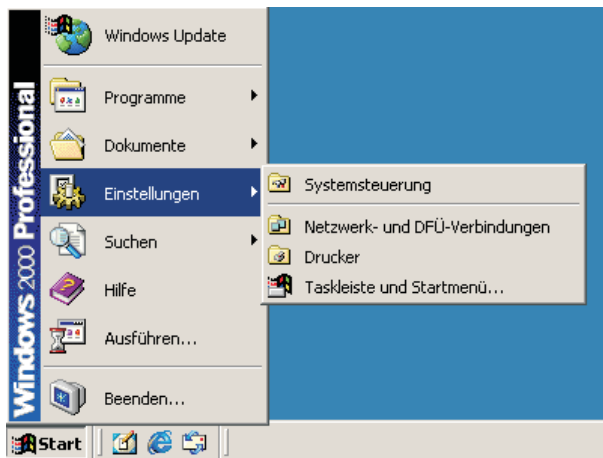 Windows 2000 Professional
Windows Update
Programme
Dokumente
Einstellungen
Suchen
Hilfe
Ausführen...
Beenden...
Systemsteuerung
Netzwerk- und DFÜ-Verbindungen
Drucker
Taskleiste und Startmenü...
Start